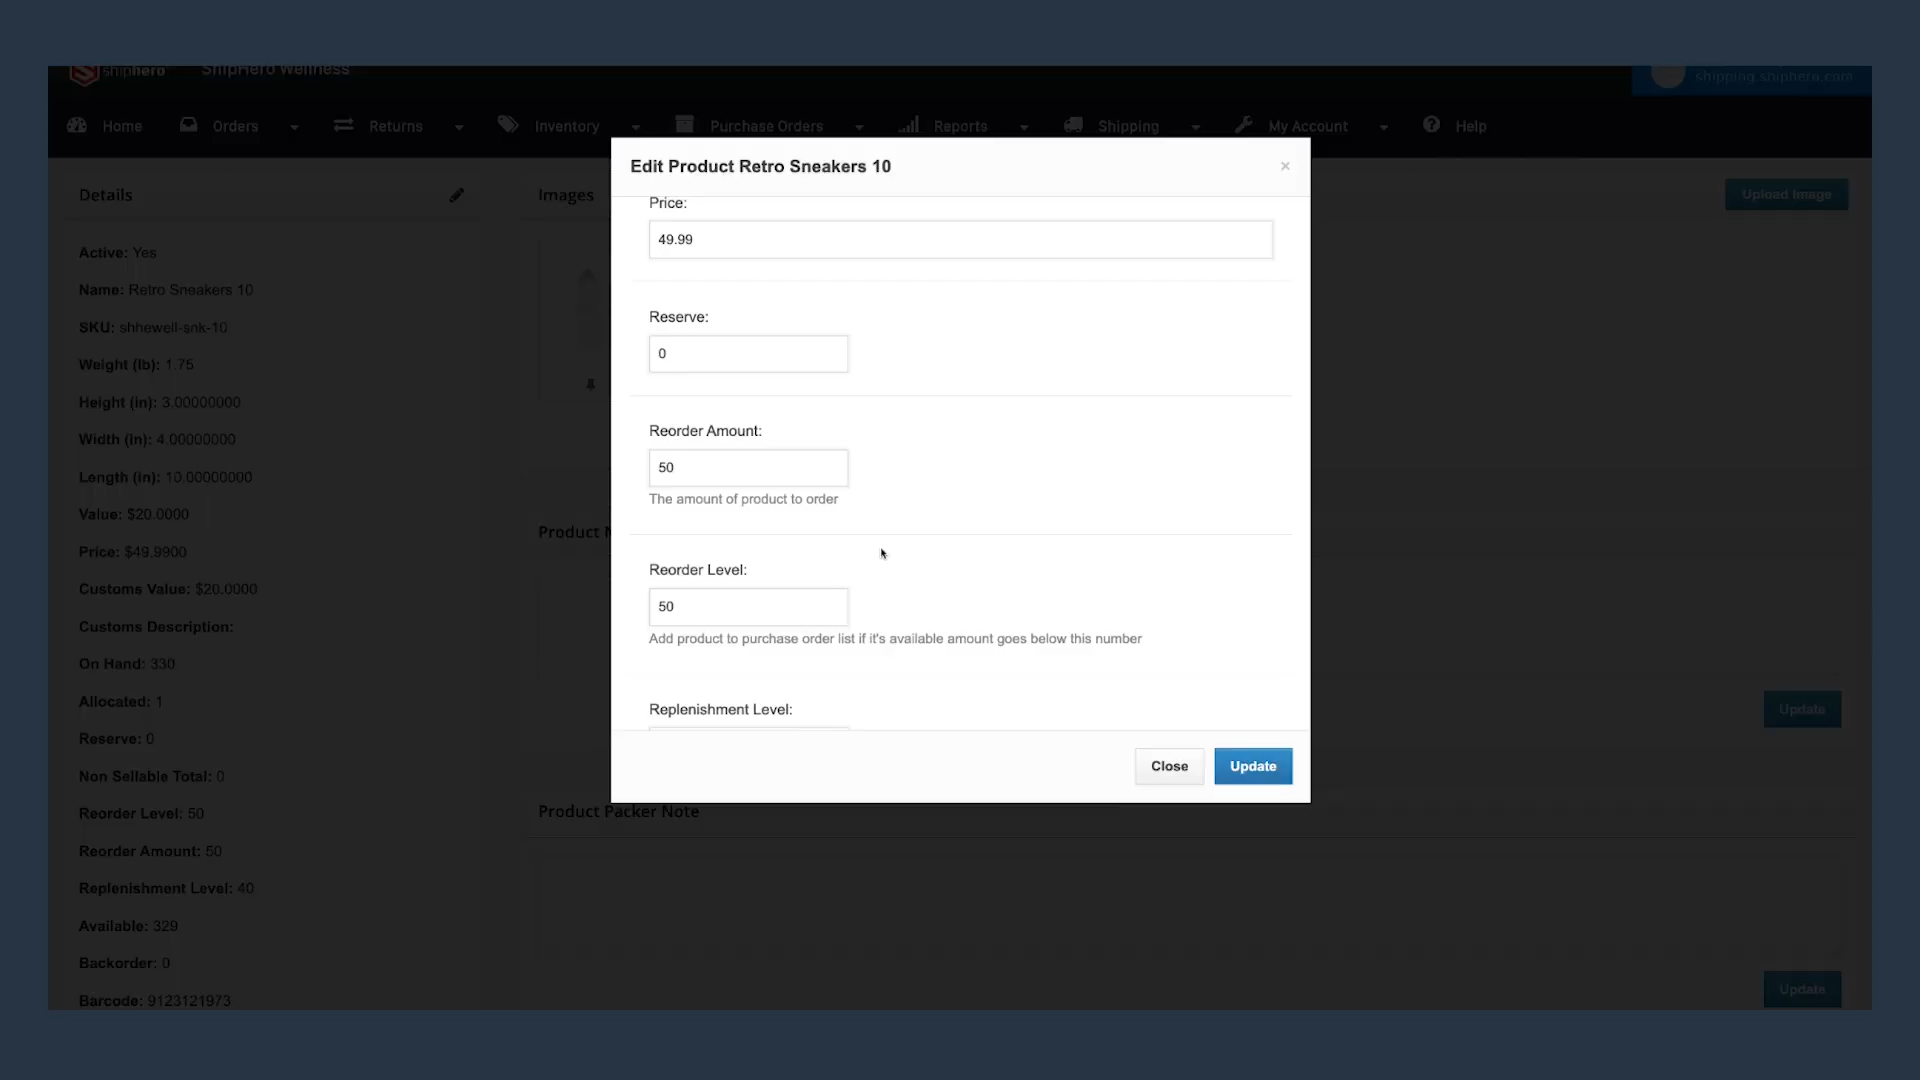 shiphero ShipHero Wellness
shipping.shiphero.com
Home Orders Returns Inventory Purchase Orders Reports Shipping My Account Help
Details
Active: Yes
Name: Retro Sneakers 10
SKU: shhewell-snk-10
Weight (lb): 1.75
Height (in): 3.00000000
Width (in): 4.00000000
Length (in): 10.00000000
Value: $20.0000
Price: $49.9900
Customs Value: $20.0000
Customs Description:
On Hand: 330
Allocated: 1
Reserve: 0
Non Sellable Total: 0
Reorder Level: 50
Reorder Amount: 50
Replenishment Level: 40
Available: 329
Backorder: 0
Barcode: 9123121973
Images
Upload Image
Product
Update
Product Packer Note
Update
Edit Product Retro Sneakers 10
×
Price:
49.99
Reserve:
0
Reorder Amount:
50
The amount of product to order
Reorder Level:
50
Add product to purchase order list if it's available amount goes below this number
Replenishment Level:
Close Update